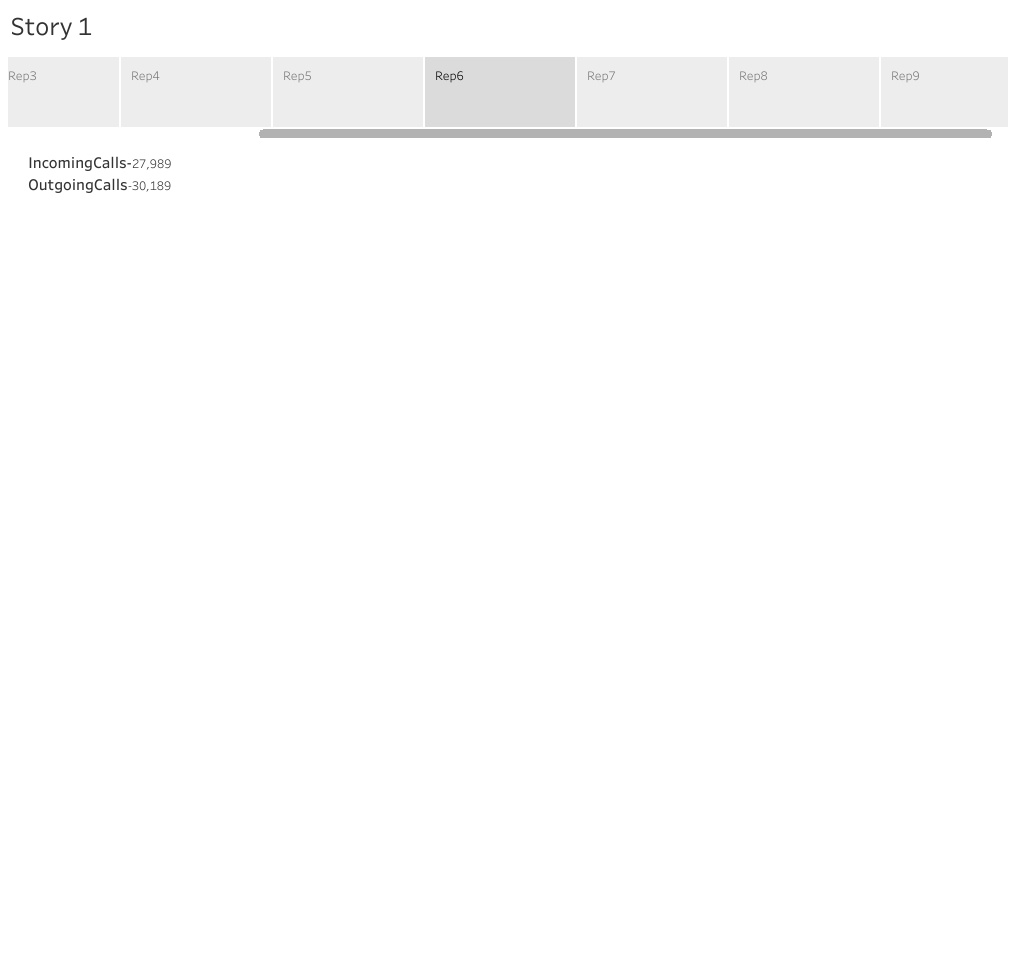 Story 1
Rep3 Rep4 Rep5 Rep6 Rep7 Rep8 Rep9
IncomingCalls-27,989
OutgoingCalls-30,189